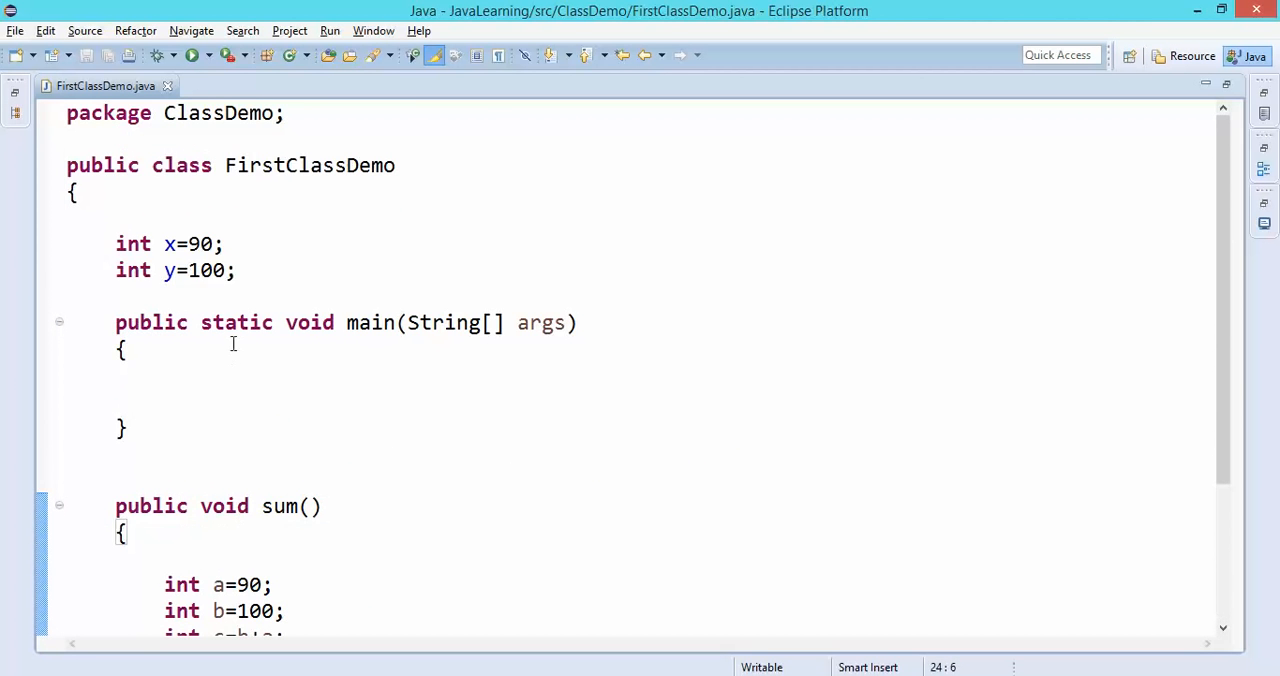 Java - JavaLearning/src/ClassDemo/FirstClassDemo.java - Eclipse Platform
File Edit Source Refactor Navigate Search Project Run Window Help
Quick Access Resource Java
FirstClassDemo.java
package ClassDemo;
public class FirstClassDemo
{
int x=90;
int y=100;
public static void main(String[] args)
{
}
public void sum()
{
int a=90;
int b=100;
Writable Smart Insert 24 : 6